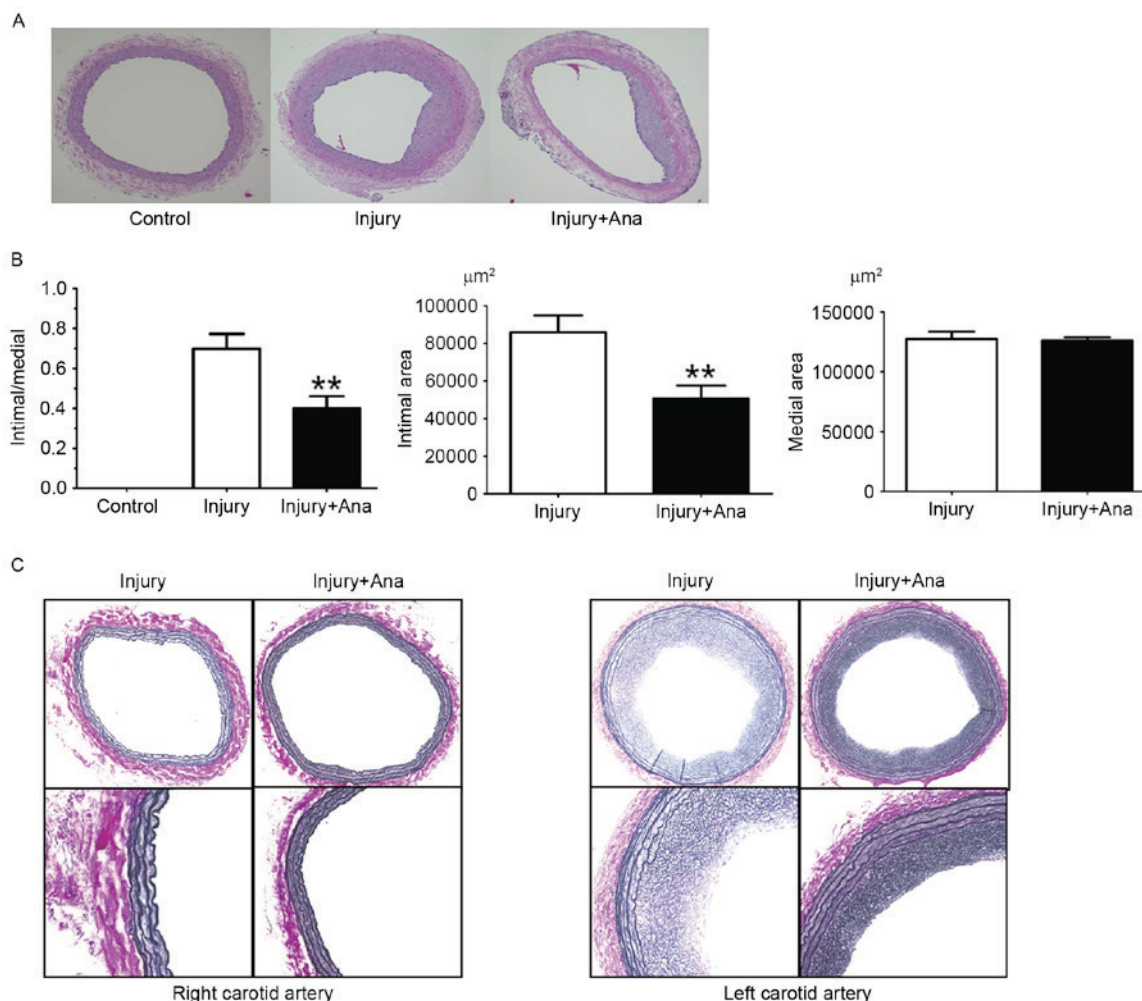 A
Control Injury Injury+Ana
B
Intimal/medial
1.0
0.8
0.6
0.4
0.2
0.0
**
Control Injury Injury+Ana
μm²
Intimal area
100000
80000
60000
40000
20000
0
**
Injury Injury+Ana
μm²
Medial area
150000
100000
50000
0
Injury Injury+Ana
C
Injury Injury+Ana
Right carotid artery
Injury Injury+Ana
Left carotid artery